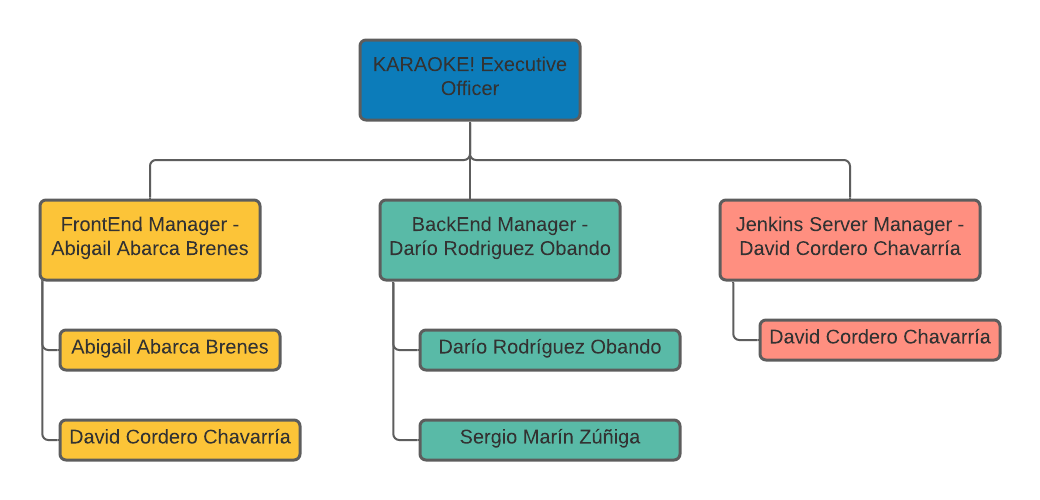 KARAOKE! Executive
Officer
FrontEnd Manager -
Abigail Abarca Brenes
BackEnd Manager -
Darío Rodriguez Obando
Jenkins Server Manager -
David Cordero Chavarría
Abigail Abarca Brenes
Darío Rodríguez Obando
David Cordero Chavarría
David Cordero Chavarría
Sergio Marín Zúñiga